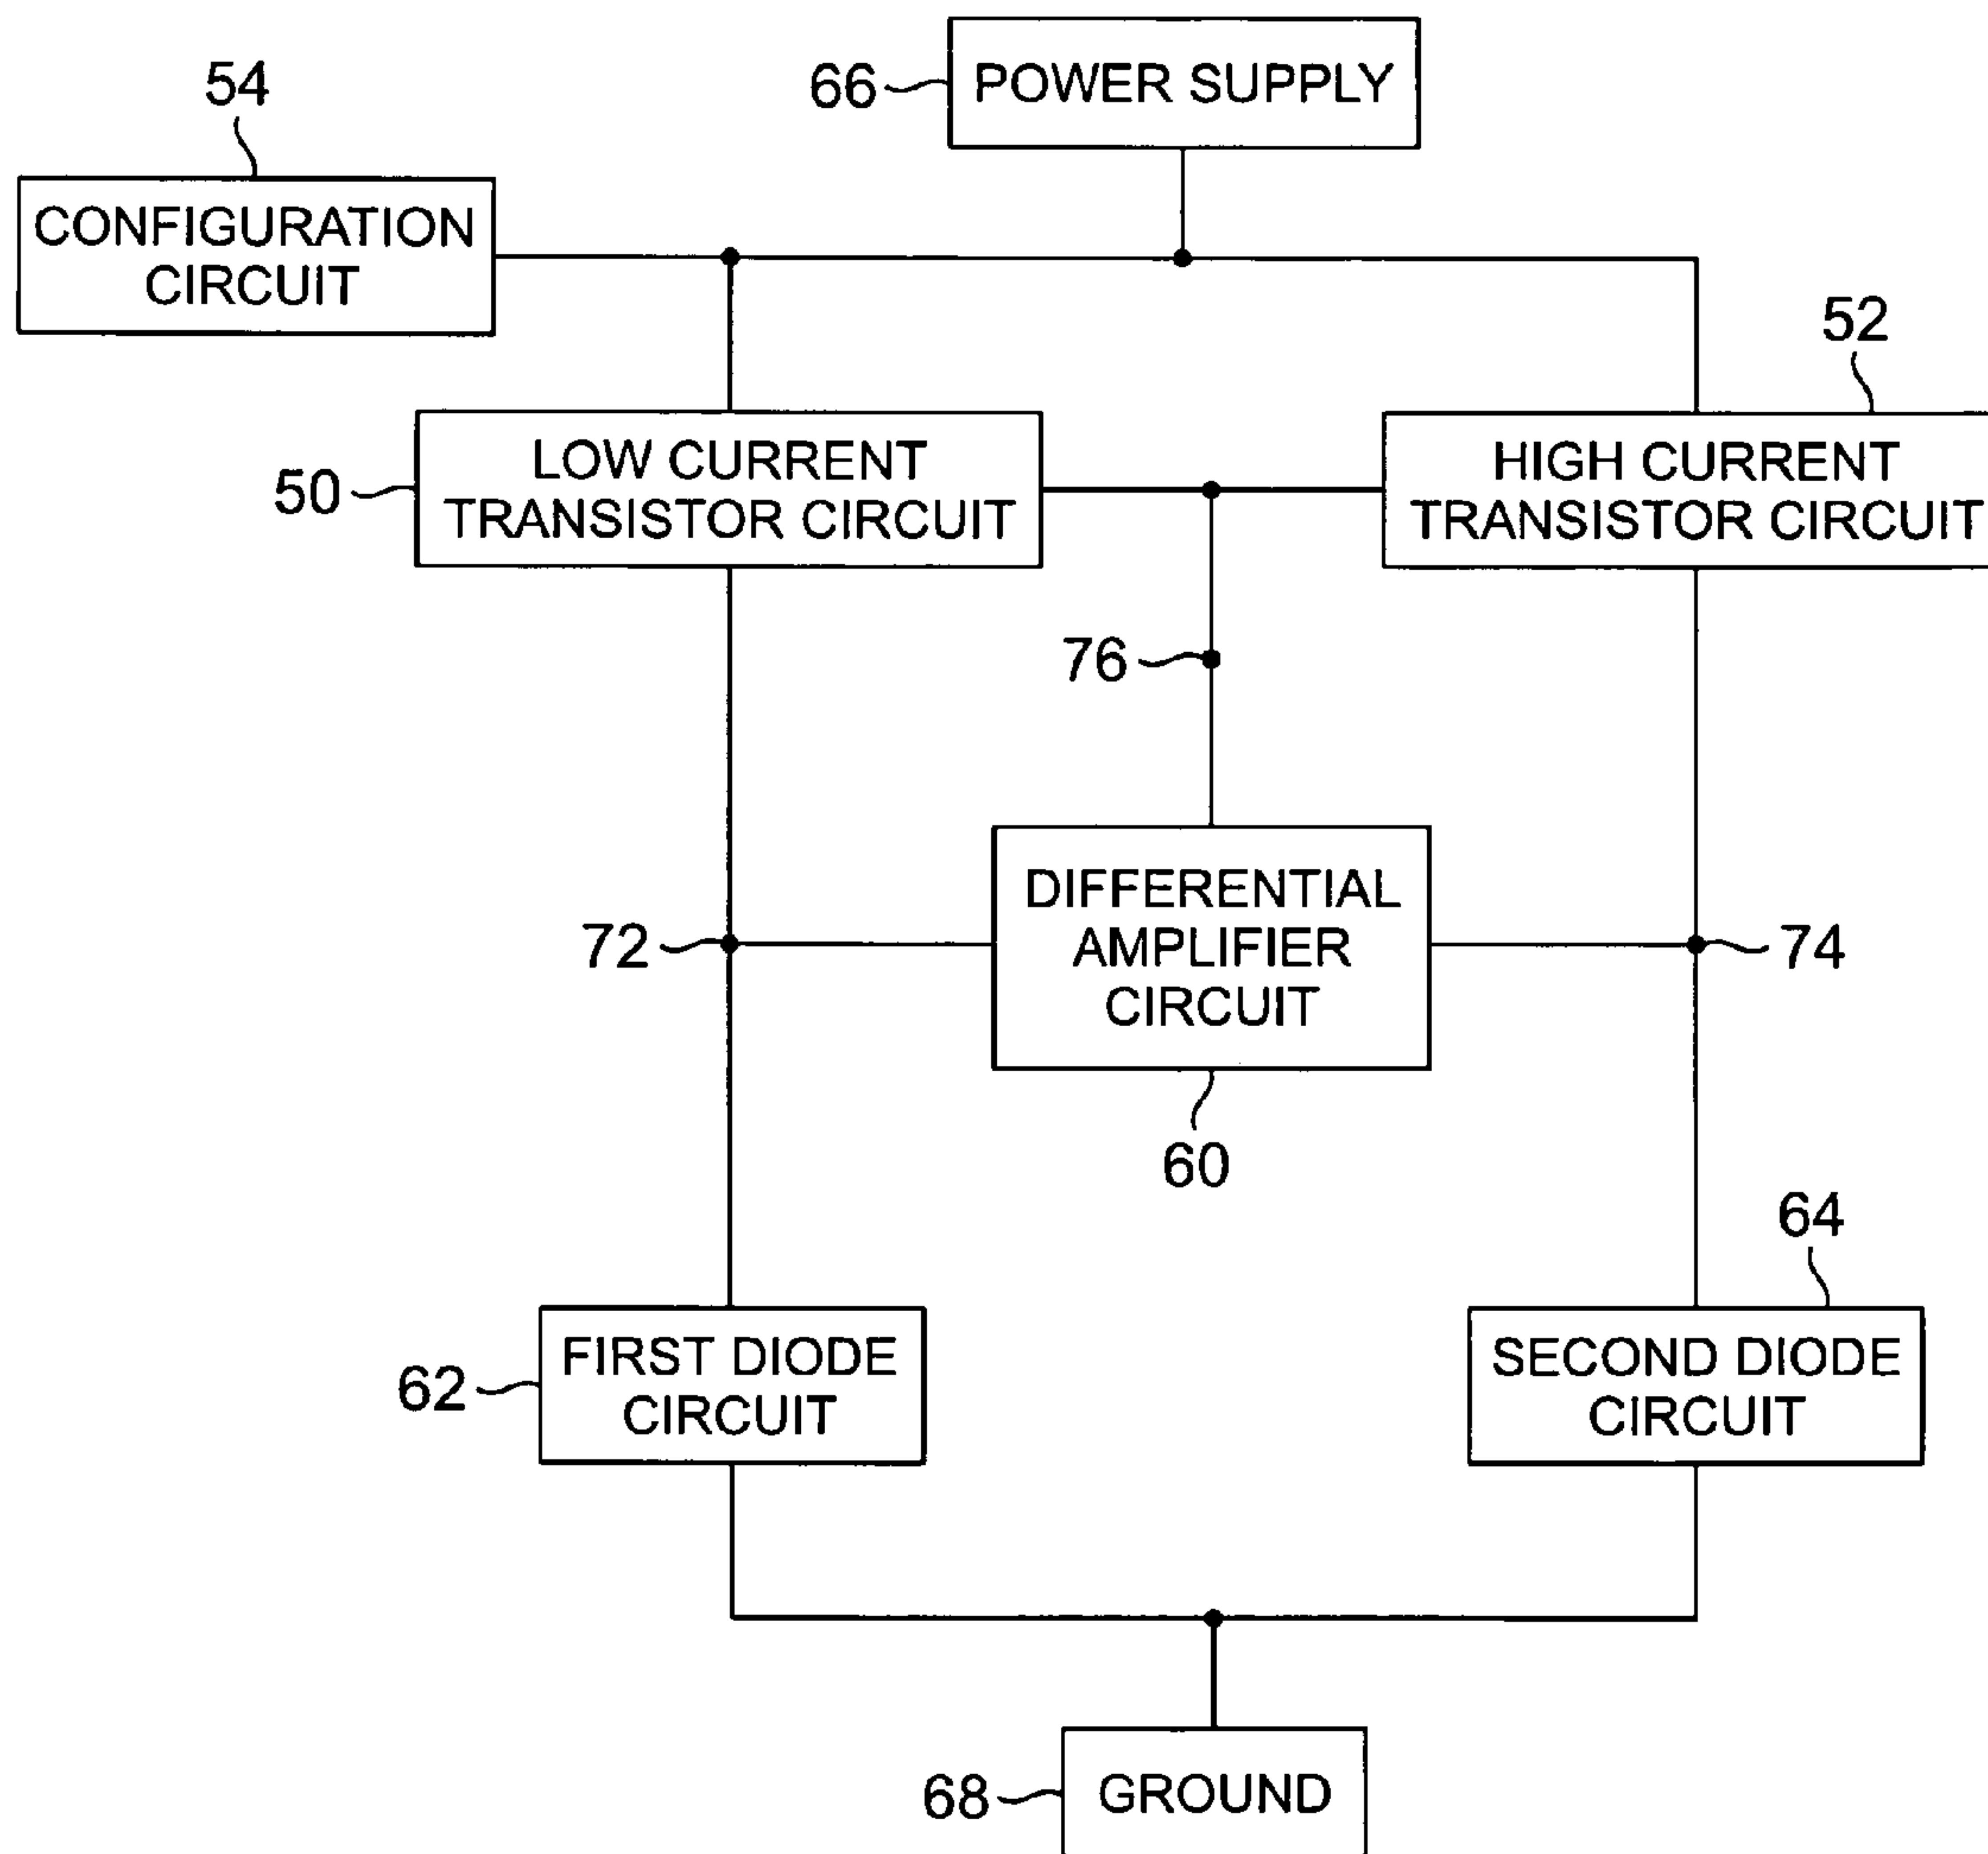 66
POWER SUPPLY
54
CONFIGURATION
CIRCUIT
52
50
LOW CURRENT
TRANSISTOR CIRCUIT
HIGH CURRENT
TRANSISTOR CIRCUIT
76
72
DIFFERENTIAL
AMPLIFIER
CIRCUIT
74
60
64
62
FIRST DIODE
CIRCUIT
SECOND DIODE
CIRCUIT
68
GROUND